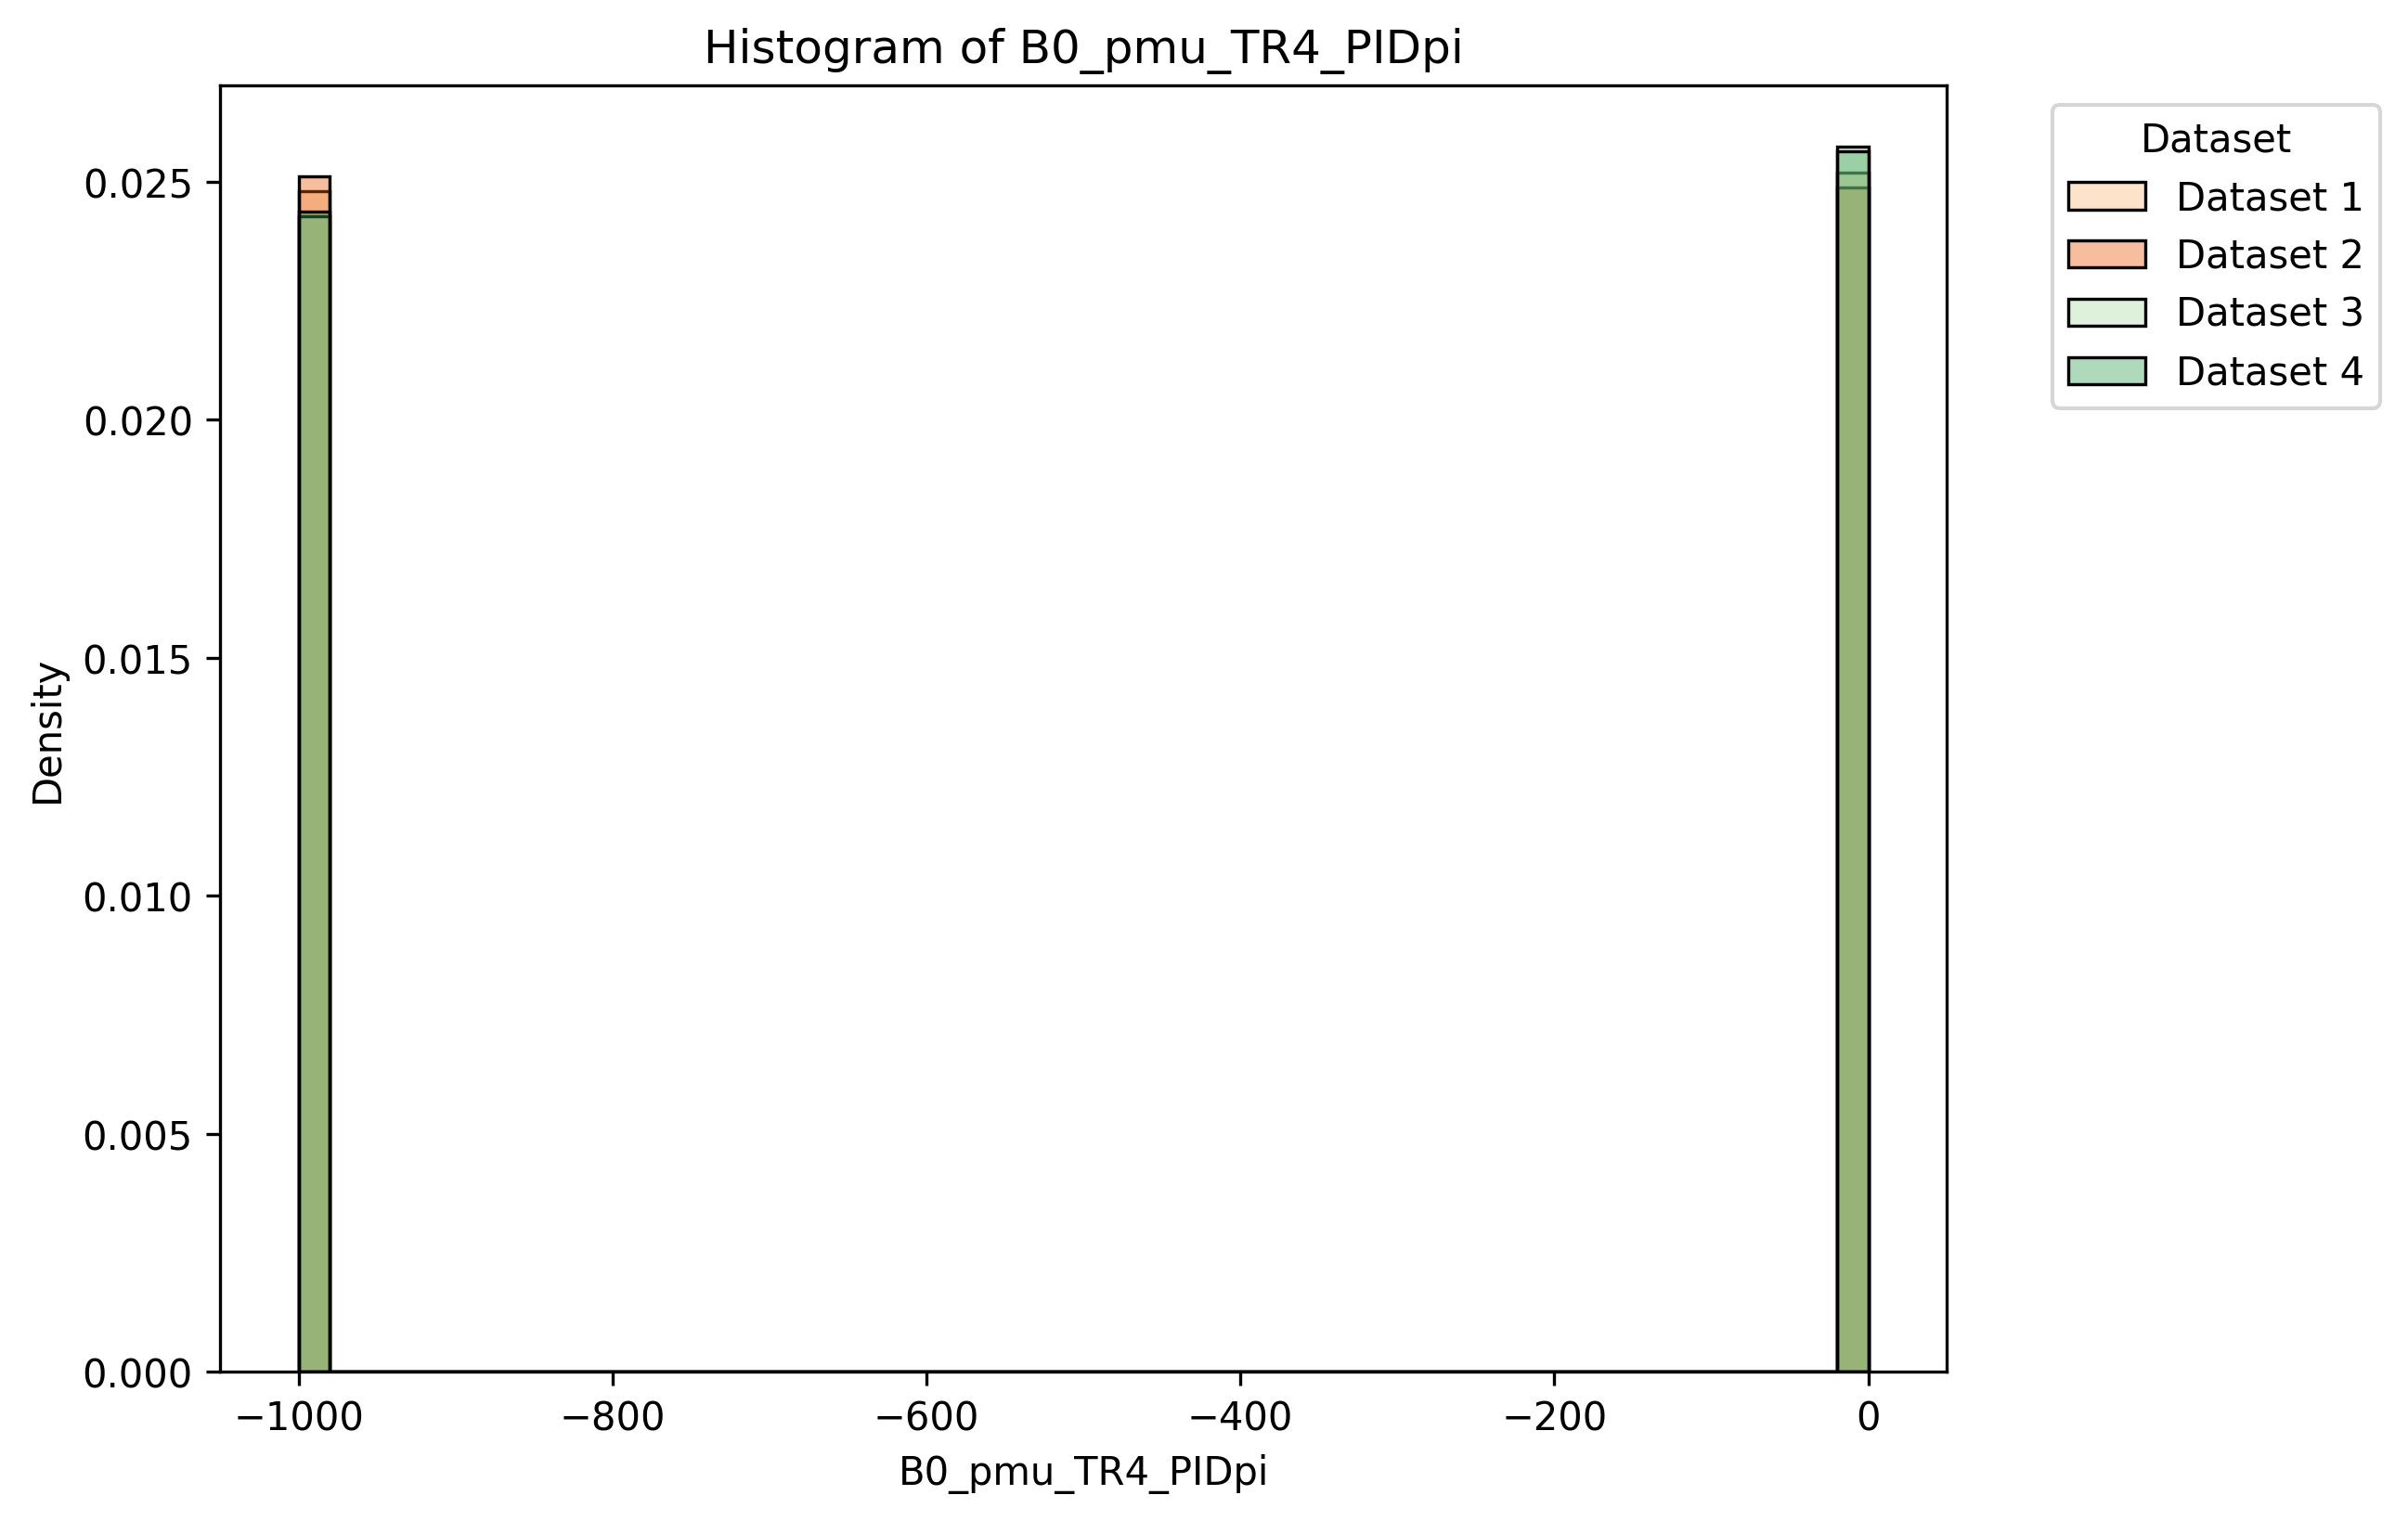 Histogram of B0_pmu_TR4_PIDpi
Dataset
Dataset 1
Dataset 2
Dataset 3
Dataset 4
Density
0.025
0.020
0.015
0.010
0.005
0.000
−1000
−800
−600
−400
−200
0
B0_pmu_TR4_PIDpi